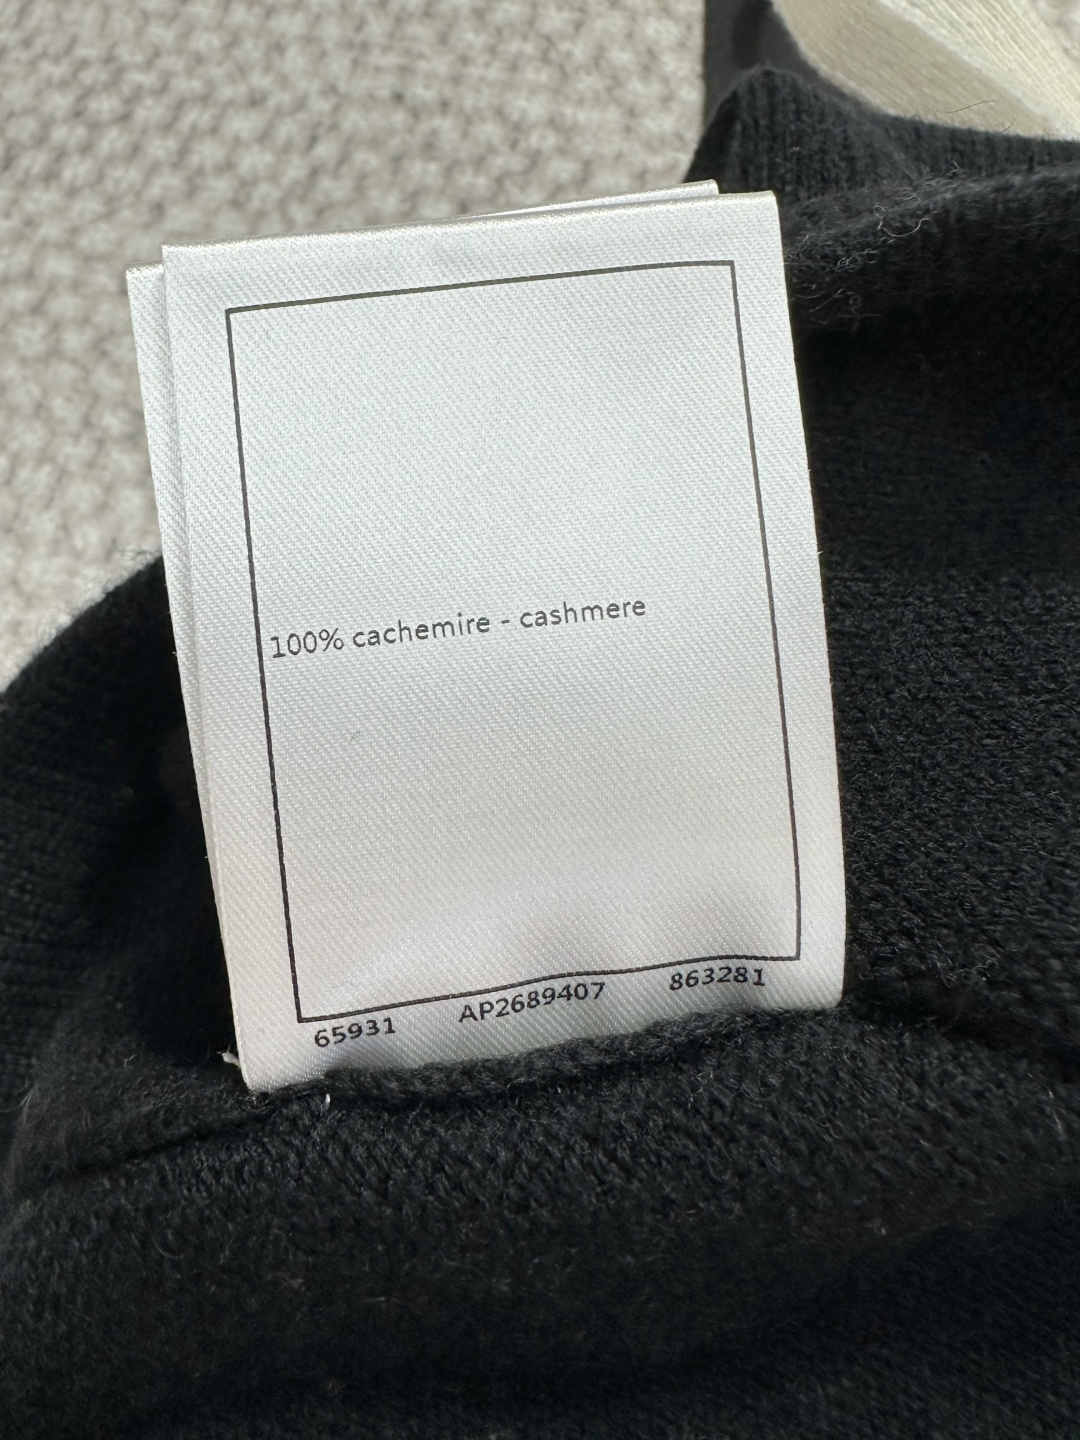 100% cachemire - cashmere
65931 AP2689407 863281